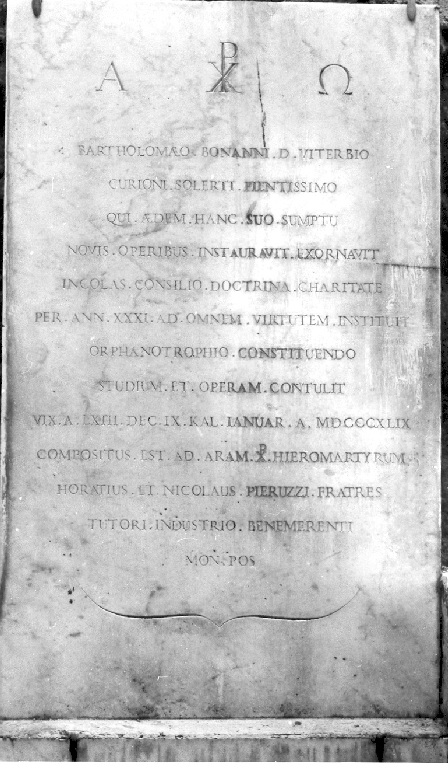 Α ☧ Ω
BARTHOLOMÆO . BONANNI . D . VITERBIO
CURIONI . SOLERTI . PIENTISSIMO
QUI . ÆDEM . HANC . SUO . SUMPTU
NOVIS . OPERIBUS . INSTAURAVIT . EXORNAVIT
INCOLAS . CONSILIO . DOCTRINA . CHARITATE
PER . ANN . XXXI . AD . OMNEM . VIRTUTEM . INSTITUIT
ORPHANOTROPHIO . CONSTITUENDO
STUDIUM . ET . OPERAM . CONTULIT
VIX . A . LXIII . DEC . IX . KAL . IANUAR . A . MDCCCXLIX
COMPOSITUS . EST . AD . ARAM . ☧ . HIEROMARTYRUM
HORATIUS . ET . NICOLAUS . PIERUZZI . FRATRES
TUTORI . INDUSTRIO . BENEMERENTI
MON . POS